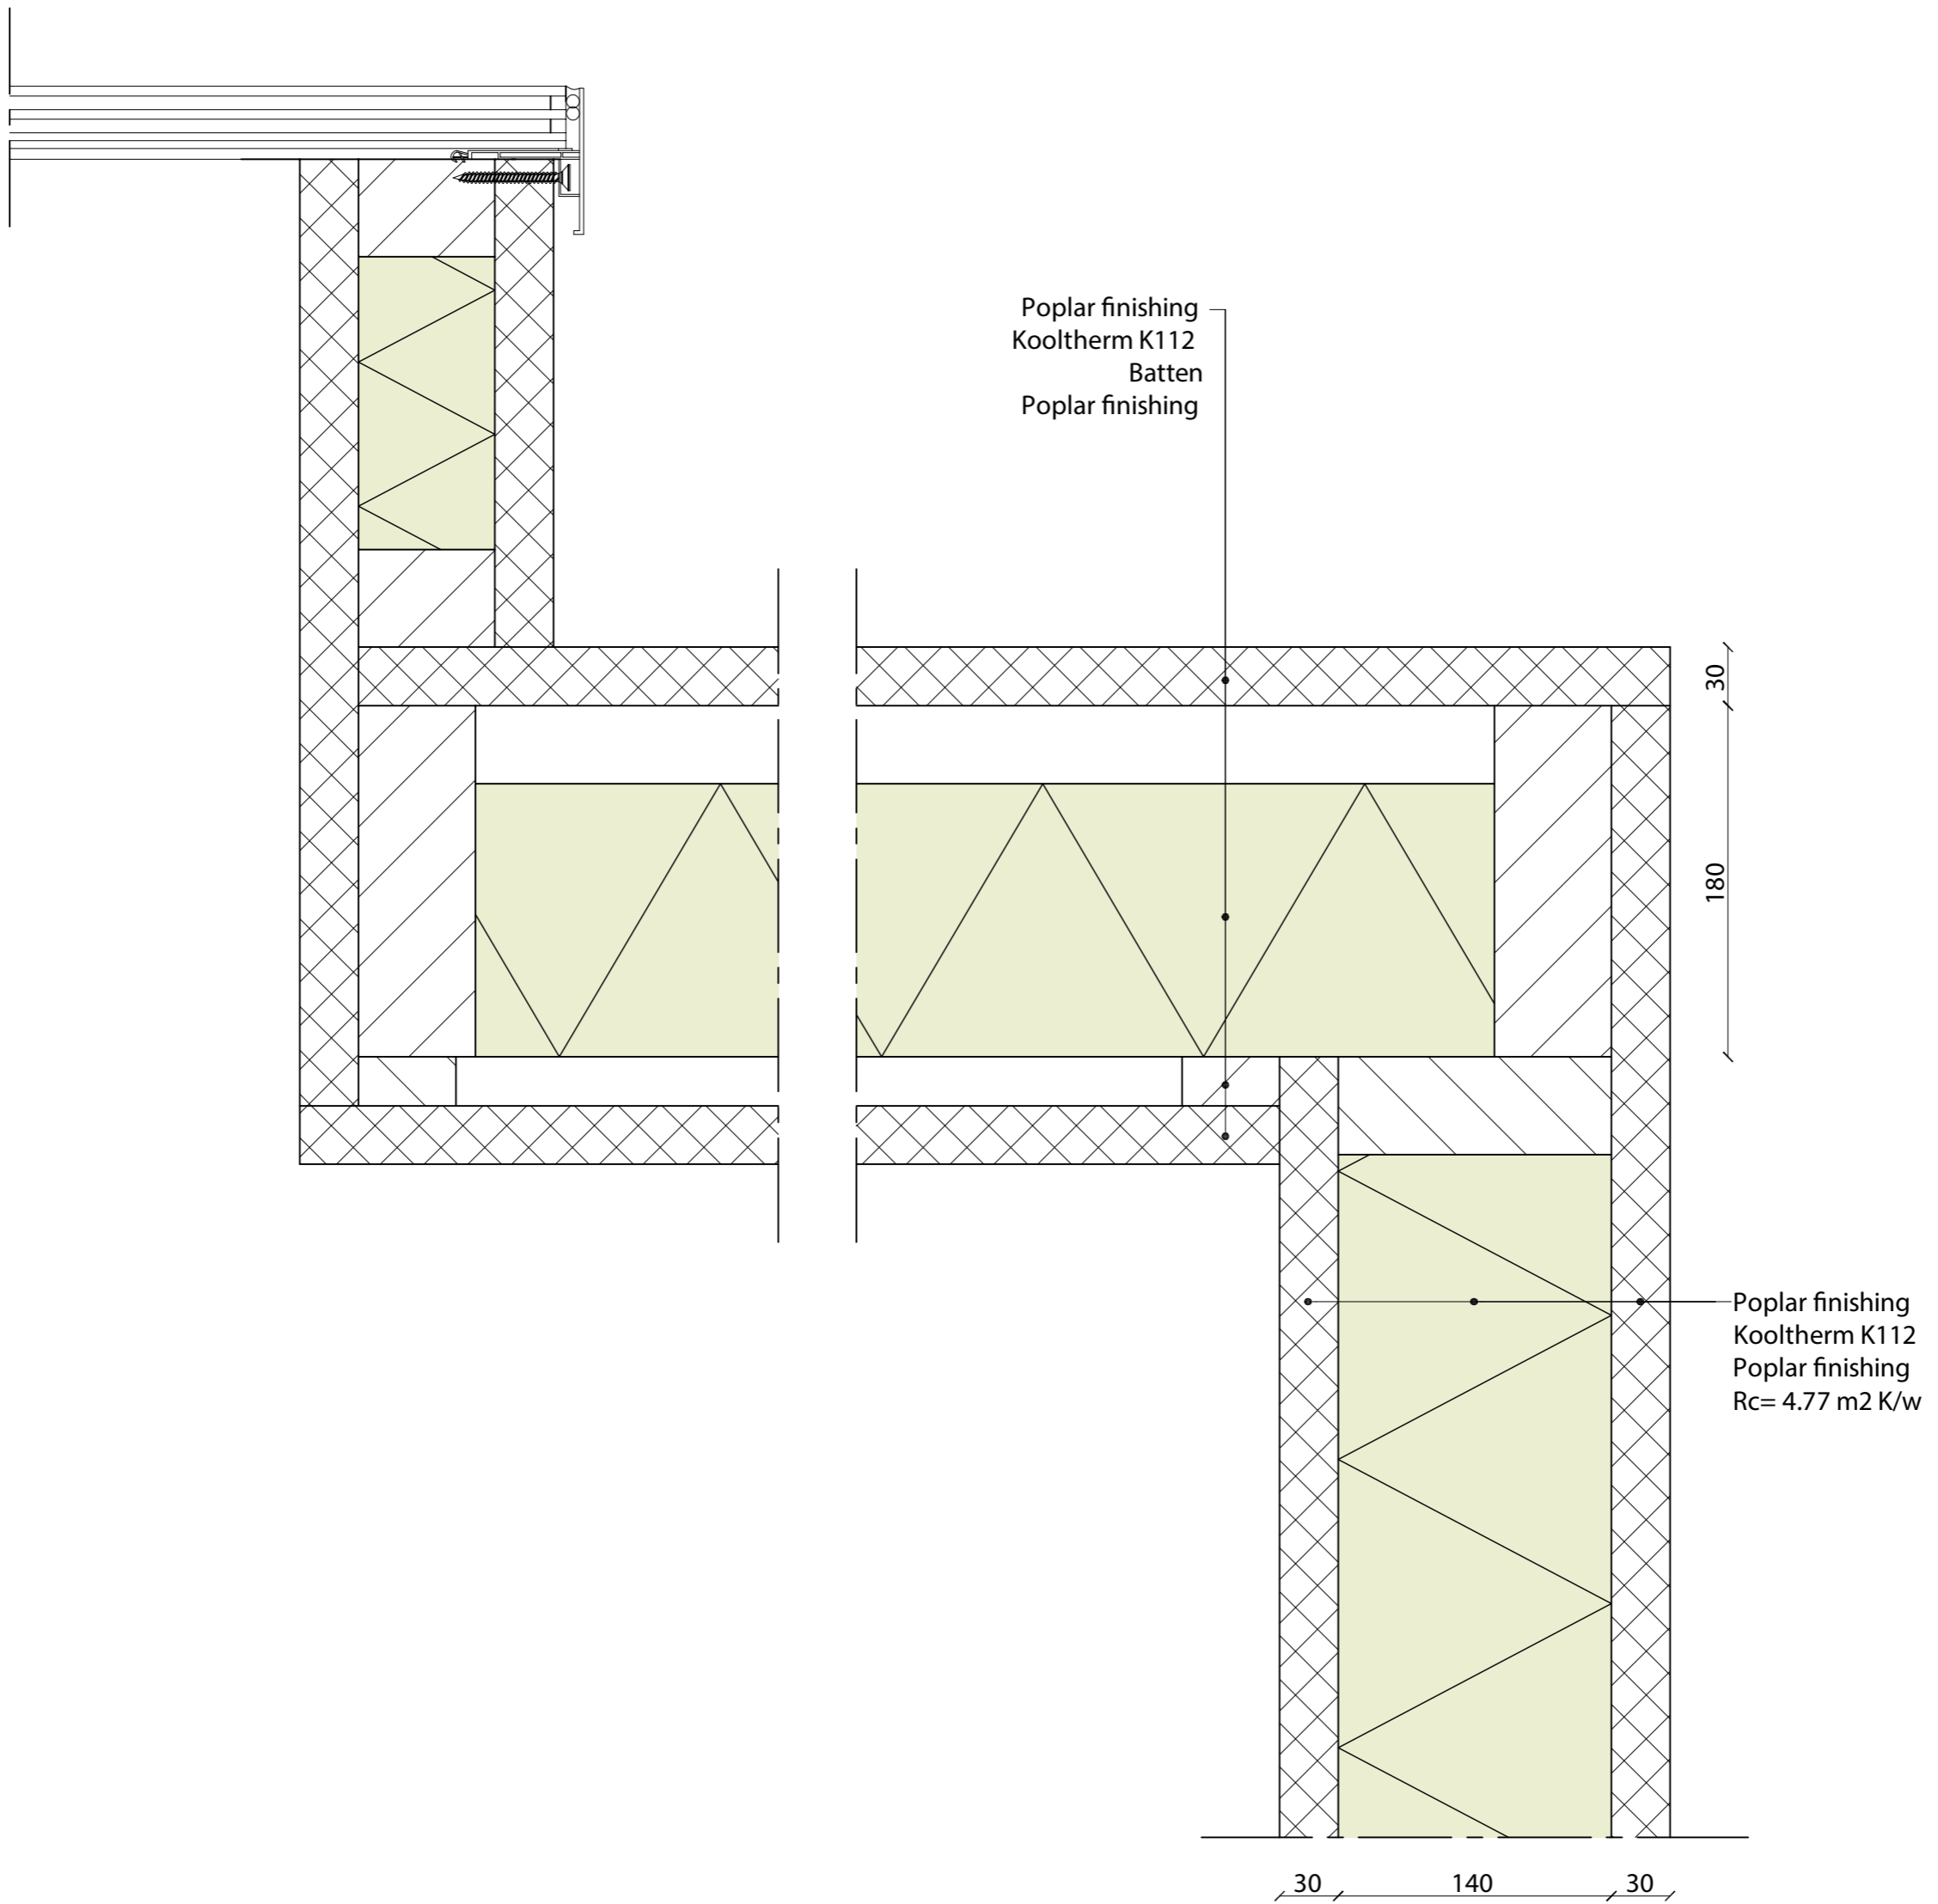 Poplar finishing
Kooltherm K112
Batten
Poplar finishing
30
180
Poplar finishing
Kooltherm K112
Poplar finishing
Rc= 4.77 m2 K/w
30 140 30